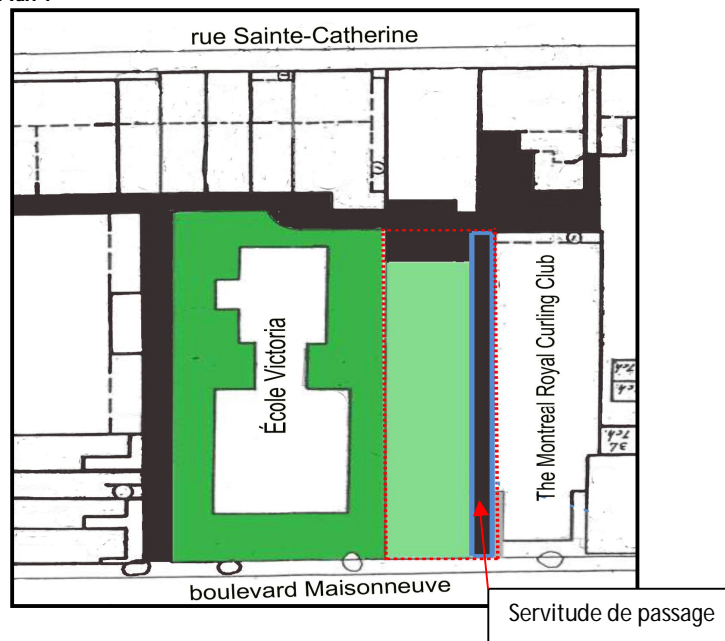 rue Sainte-Catherine
École Victoria
The Montreal Royal Curling Club
boulevard Maisonneuve
Servitude de passage